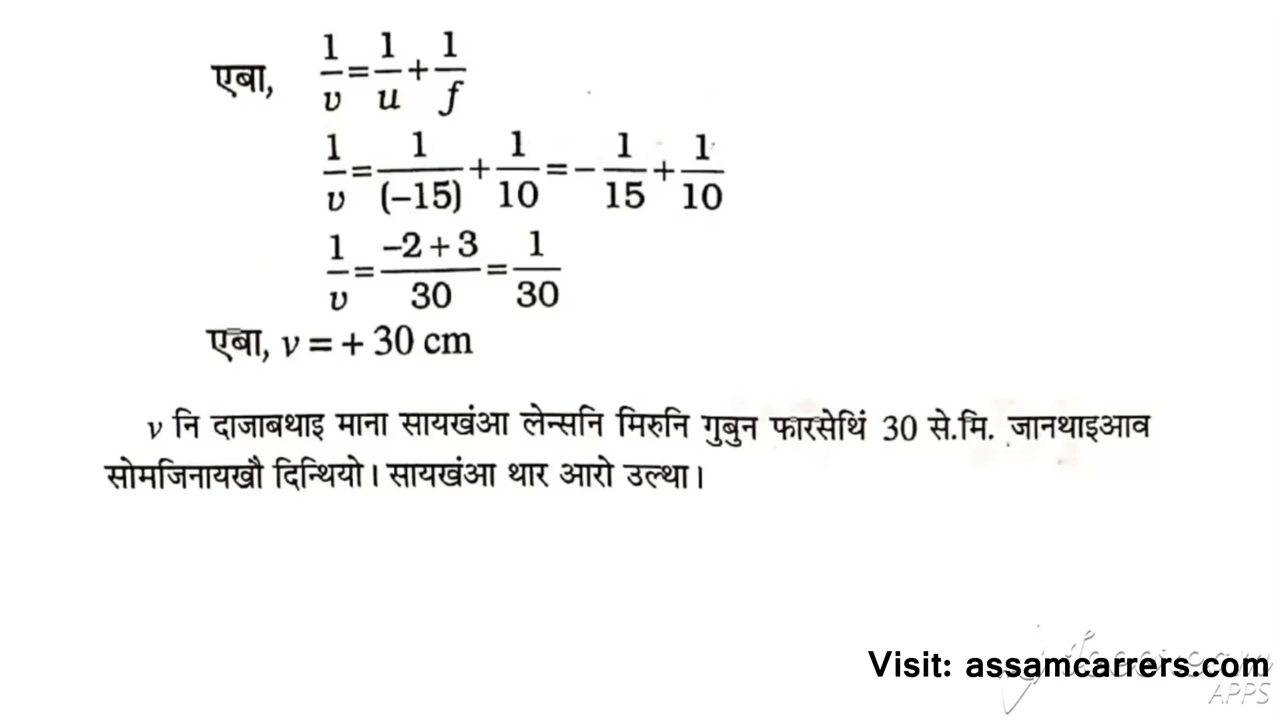 एबा, 1/v = 1/u + 1/f
1/v = 1/(–15) + 1/10 = – 1/15 + 1/10
1/v = –2 + 3/30 = 1/30
एबा, v = + 30 cm
v नि दाजाबथाइ माना सायखंआ लेन्सनि मिरुनि गुबुन फारसेथिं 30 से.मि. जानथाइआव
सोमजिनायखौ दिन्थियो। सायखंआ थार आरो उल्था।
Visit: assamcarrers.com
APPS